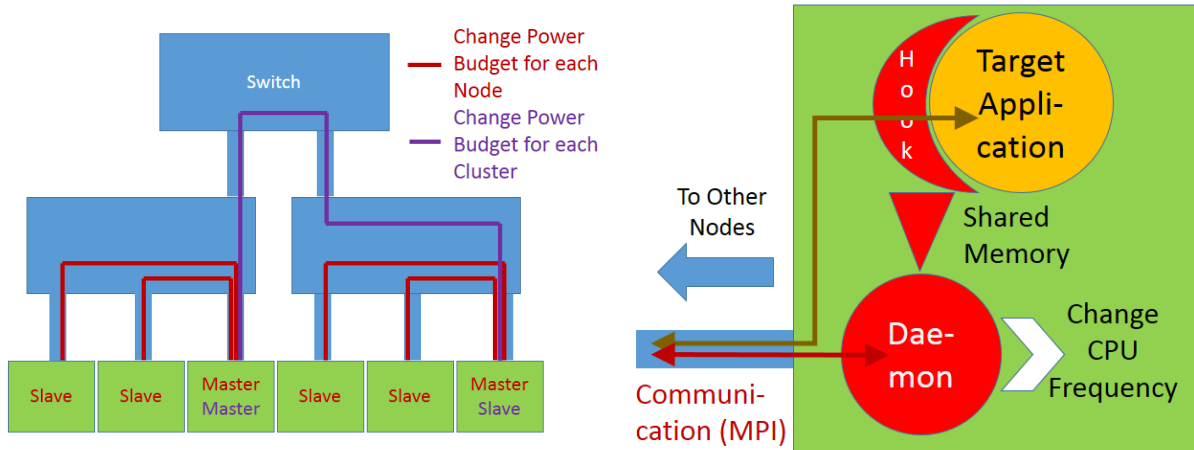 Switch
Change Power
Budget for each
Node
Change Power
Budget for each
Cluster
Slave
Slave
Master
Master
Slave
Slave
Master
Slave
To Other
Nodes
Communi-
cation (MPI)
Hook
Target
Appli-
cation
Shared
Memory
Dae-
mon
Change
CPU
Frequency